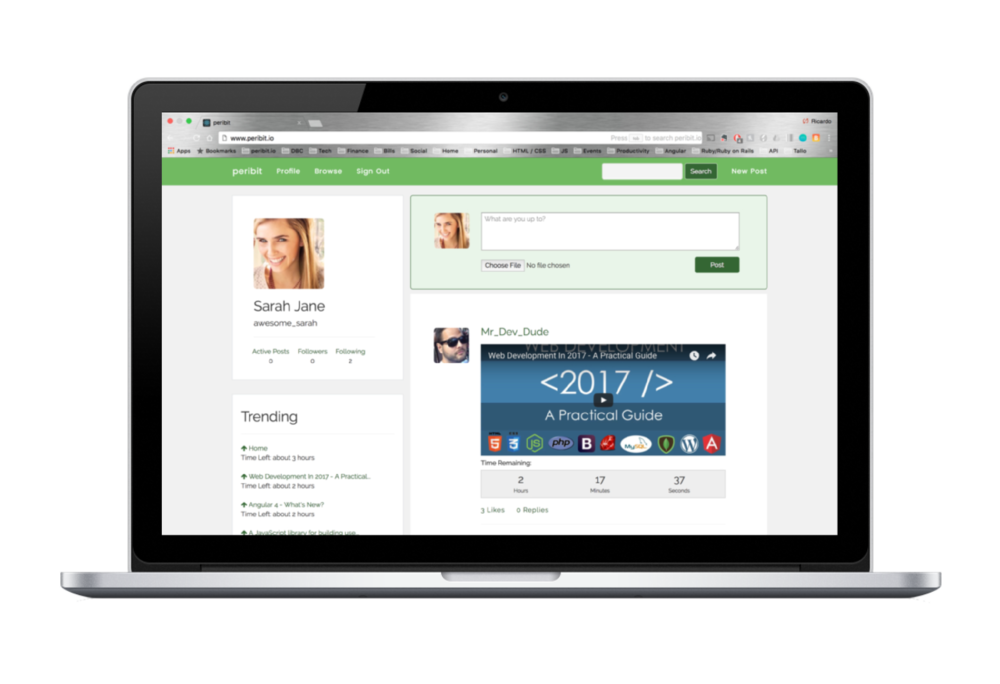 peribit
Ricardo
www.peribit.io
Press to search peribit.io
Apps Bookmarks peribit.io DBC Tech Finance Bills Social Home Personal HTML / CSS JS Events Productivity Angular Ruby/Ruby on Rails API
peribit Profile Browse Sign Out Search New Post
What are you up to?
Choose File No file chosen Post
Sarah Jane
awesome_sarah
Active Posts Followers Following
0 0 2
Mr_Dev_Dude
WEB DEVELOPMENT
Web Development In 2017 - A Practical Guide
<2017 />
A Practical Guide
HTML
5 3 JS php B MySQL W A
Time Remaining:
2 17 37
Hours Minutes Seconds
3 Likes 0 Replies
Trending
Home
Time Left: about 3 hours
Web Development In 2017 - A Practical...
Time Left: about 2 hours
Angular 4 - What's New?
Time Left: about 2 hours
A JavaScript library for building use...